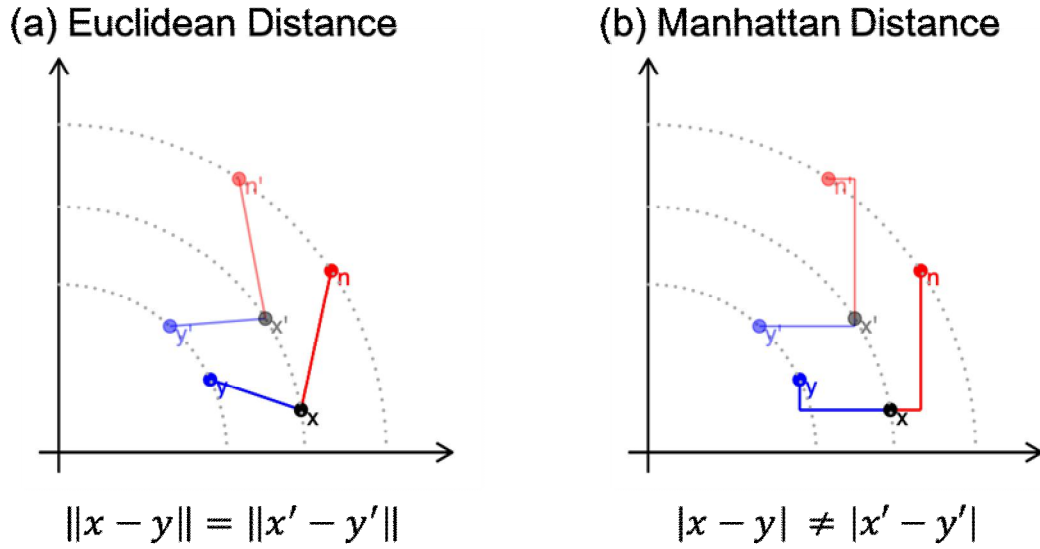 (a) Euclidean Distance
(b) Manhattan Distance
n'
n
x'
y'
y
x
n'
n
x'
y'
y
x
‖x − y‖ = ‖x′ − y′‖
|x − y| ≠ |x′ − y′|